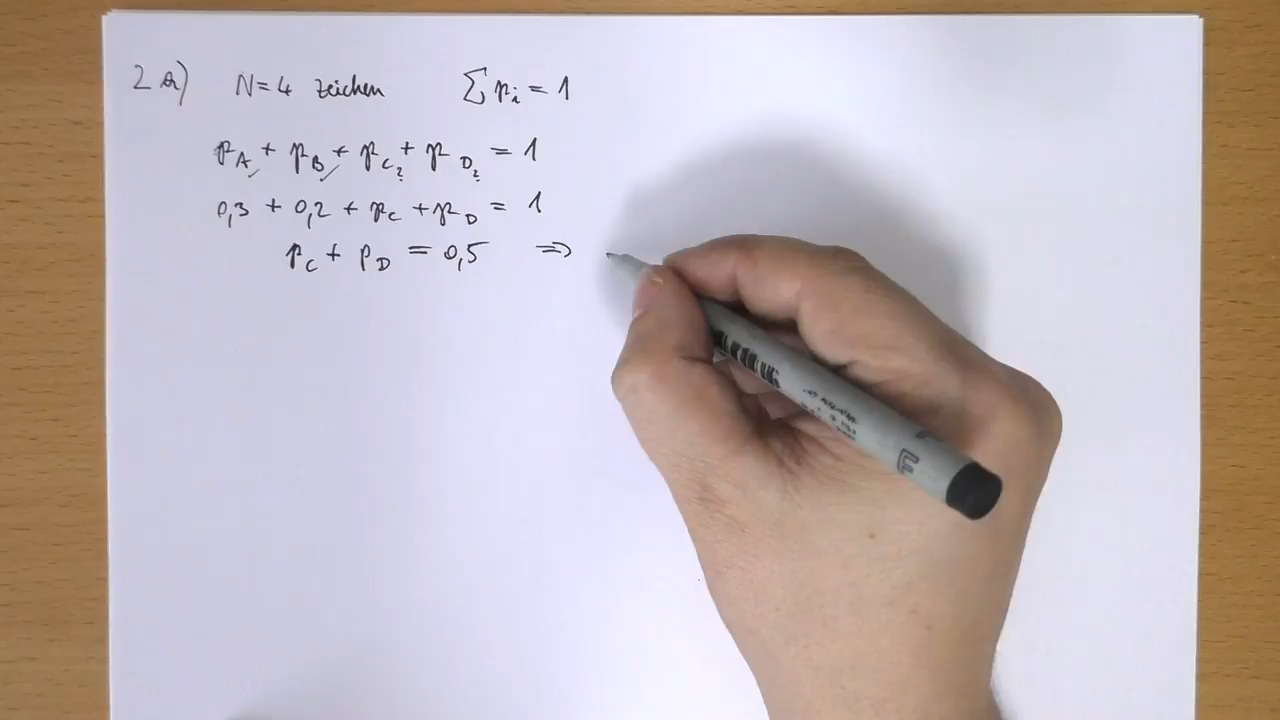 2a) N=4 zeichen ∑ pᵢ = 1
p_A + p_B + p_C? + p_D? = 1
0,3 + 0,2 + p_C + p_D = 1
p_C + p_D = 0,5 ⇒
F